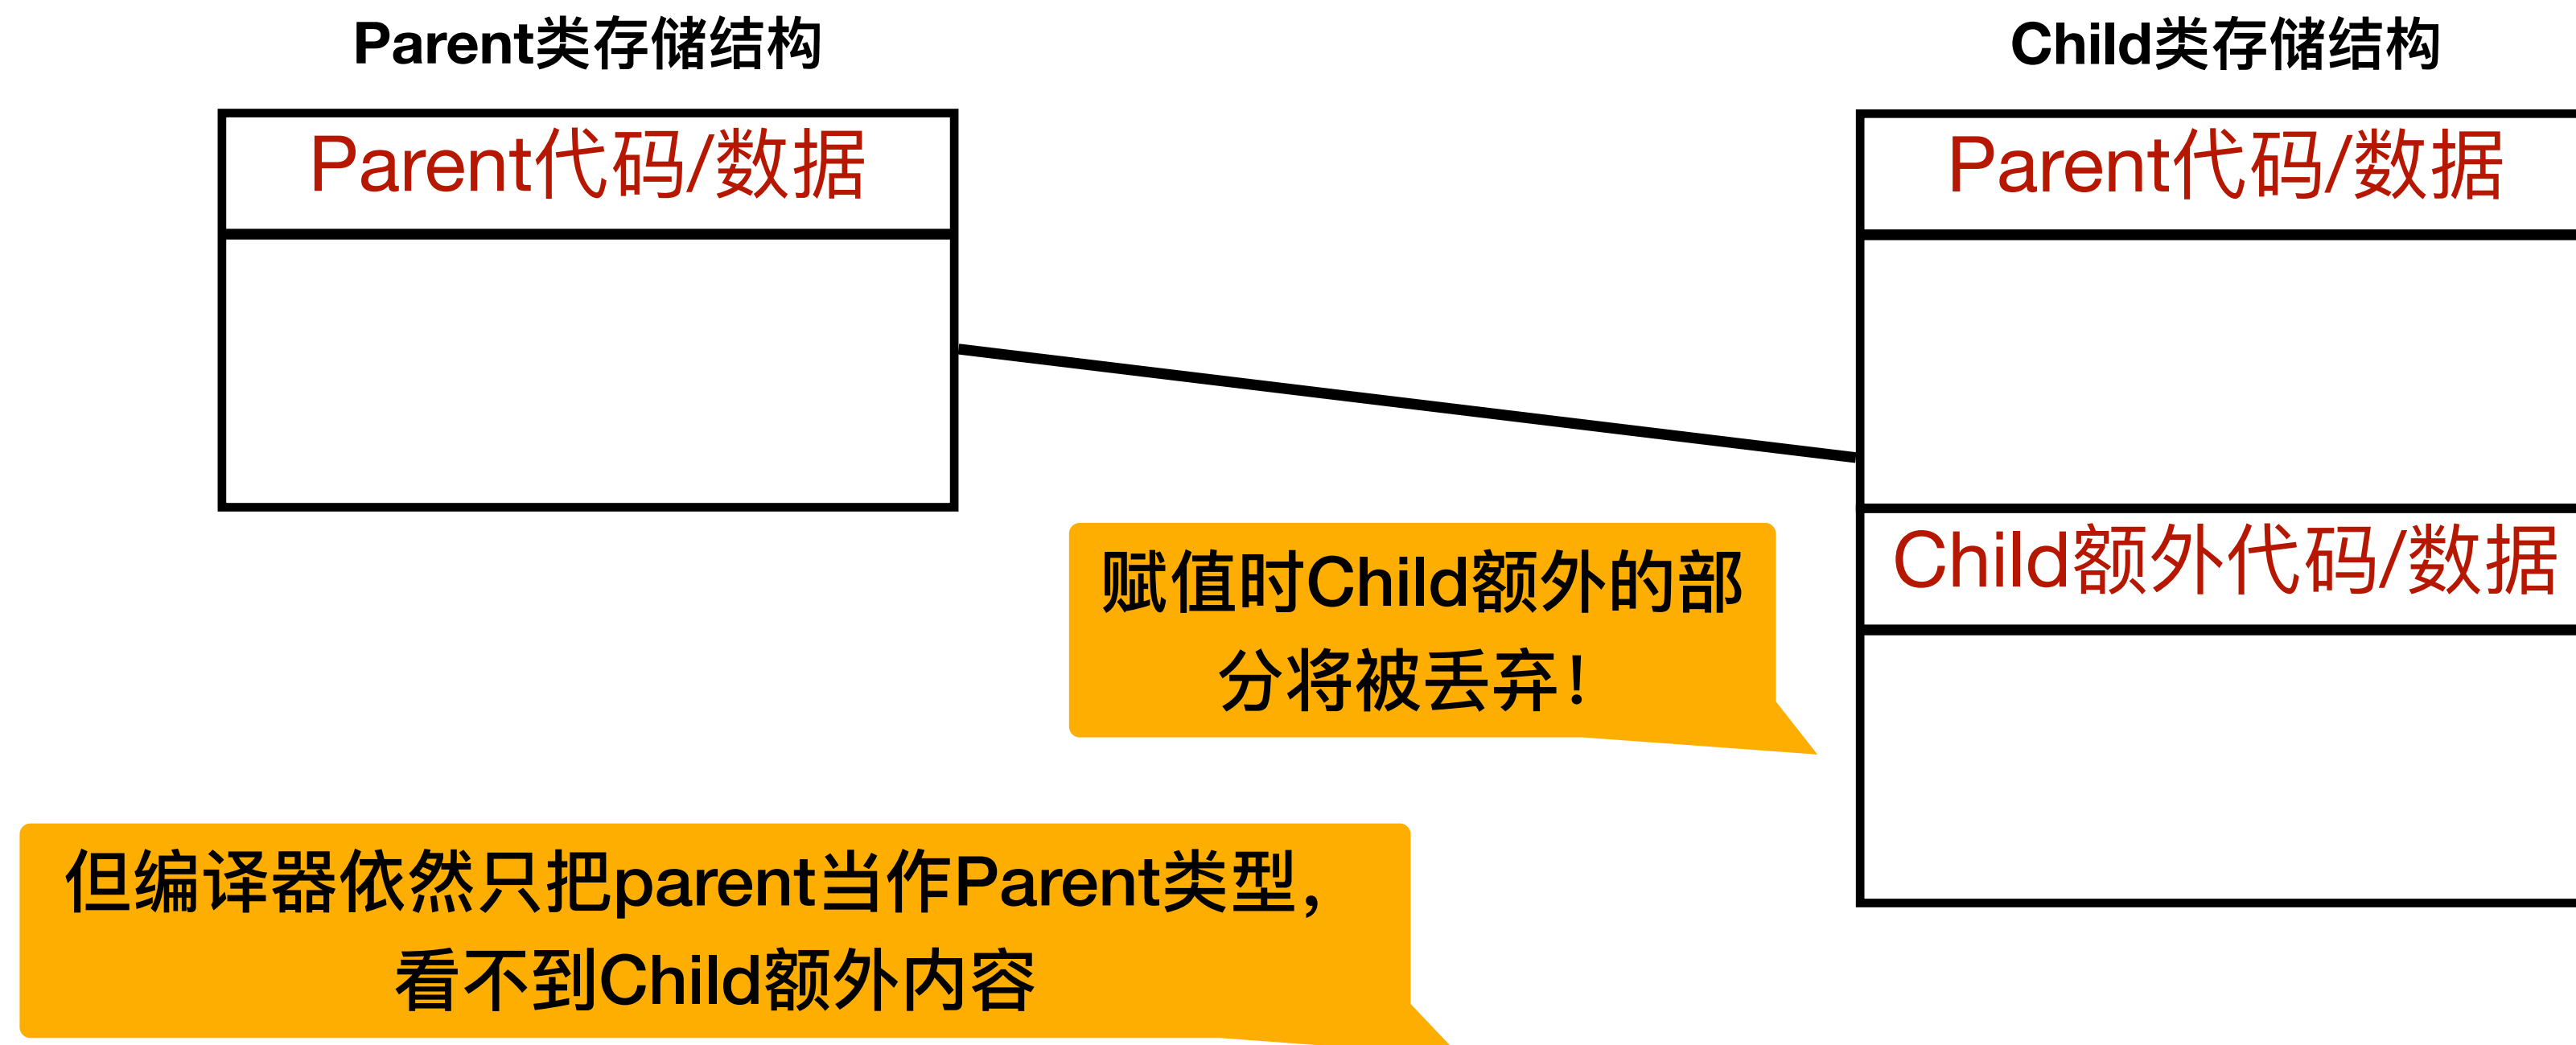 Parent类存储结构
Child类存储结构
Parent代码/数据
Parent代码/数据
Child额外代码/数据
赋值时Child额外的部
分将被丢弃！
但编译器依然只把parent当作Parent类型，
看不到Child额外内容